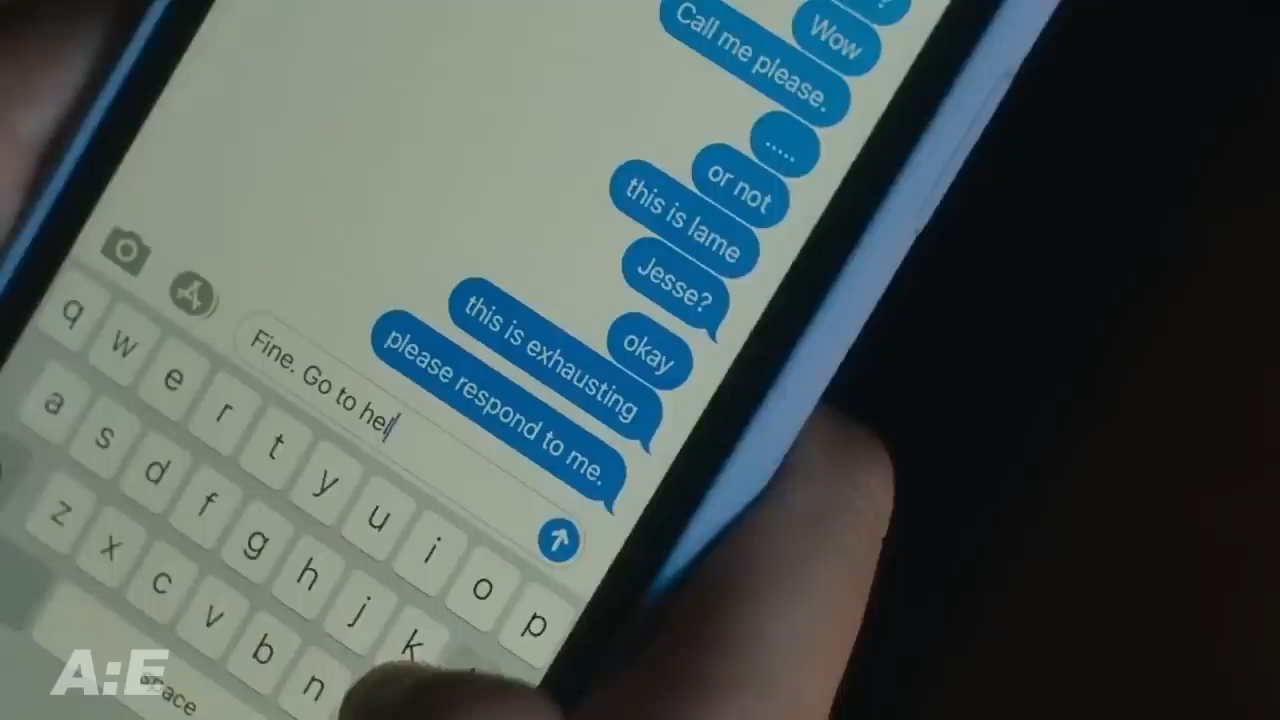 ?
Wow
Call me please.
.....
or not
this is lame
Jesse?
okay
this is exhausting
please respond to me.
Fine. Go to hel
q w e r t y u i o p
a s d f g h j k
z x c v b n
space
A:E